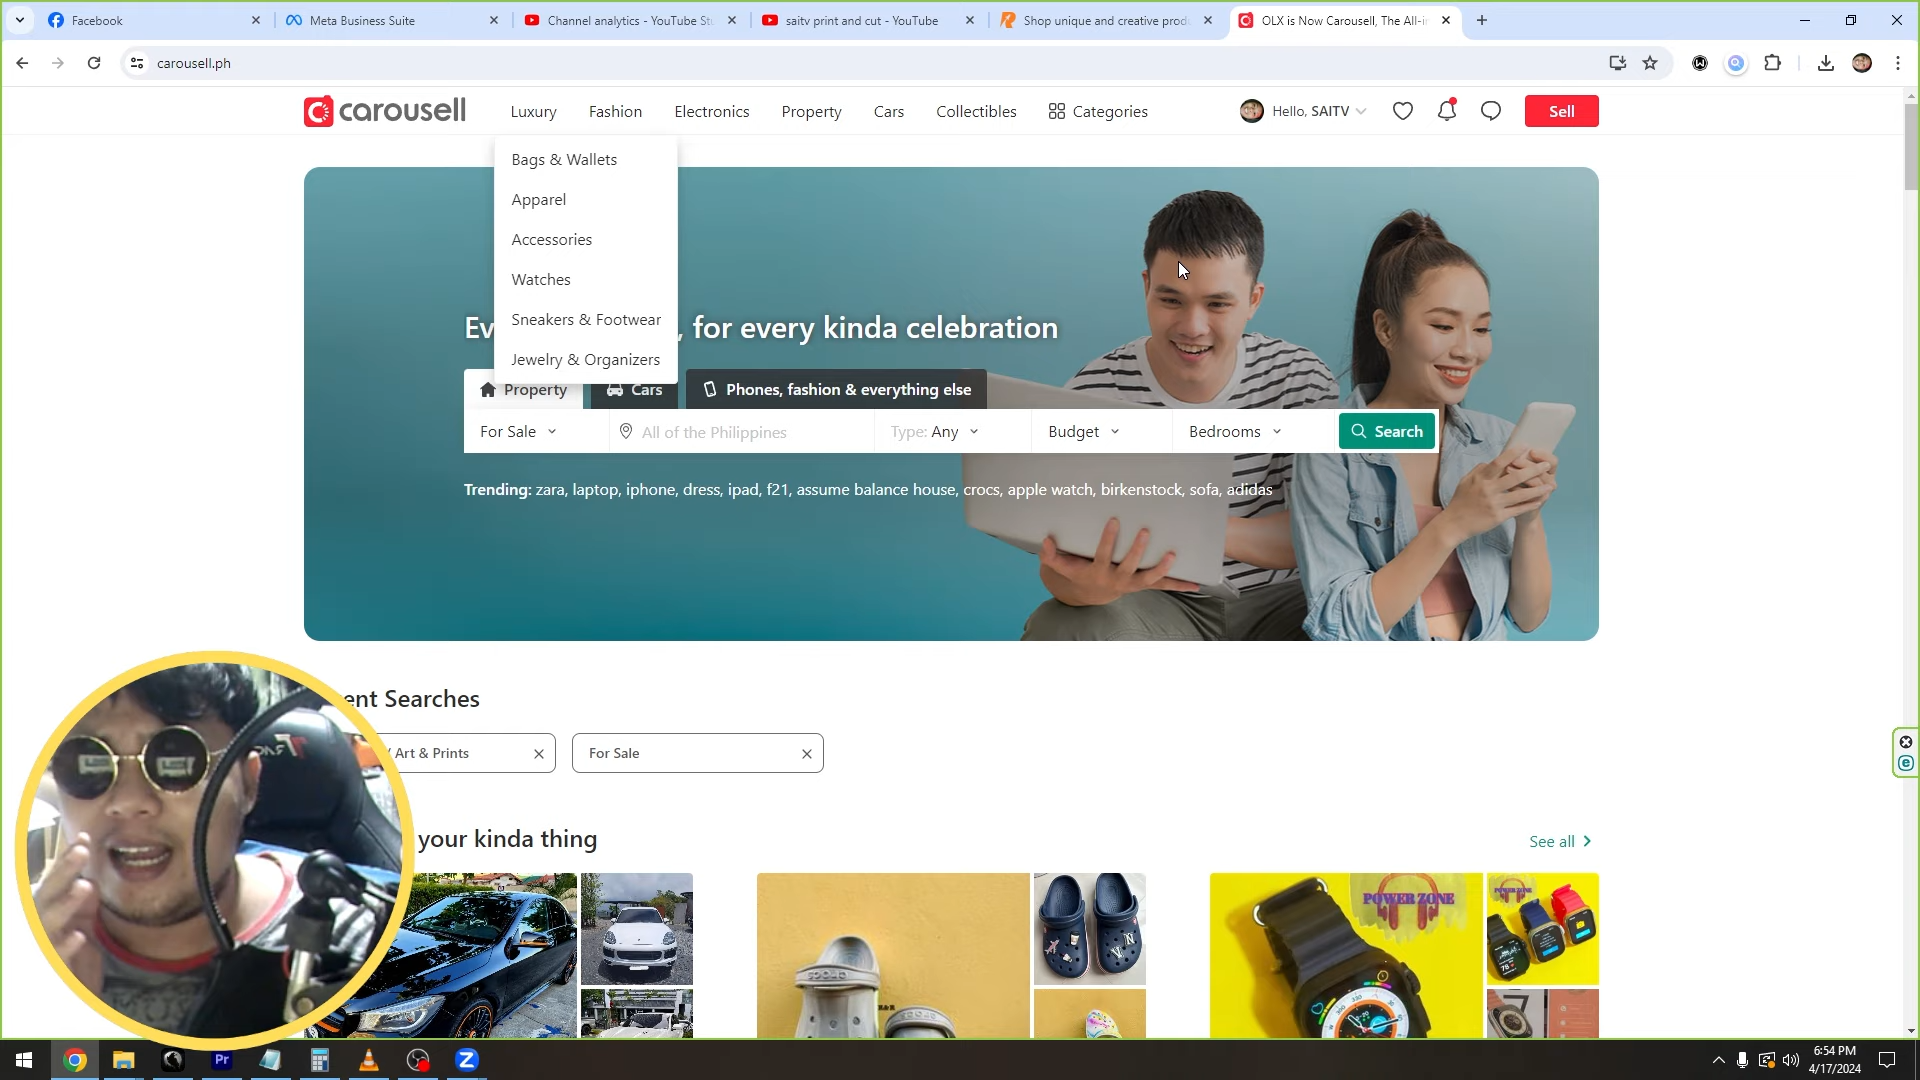 Facebook
Meta Business Suite
Channel analytics - YouTube Stu
saitv print and cut - YouTube
Shop unique and creative produ
OLX is Now Carousell, The All-in
carousell.ph
carousell
Luxury
Fashion
Electronics
Property
Cars
Collectibles
Categories
Hello, SAITV
Sell
Bags & Wallets
Apparel
Accessories
Watches
Sneakers & Footwear
Jewelry & Organizers
Ev
, for every kinda celebration
Property
Cars
Phones, fashion & everything else
For Sale
All of the Philippines
Type: Any
Budget
Bedrooms
Search
Trending: zara, laptop, iphone, dress, ipad, f21, assume balance house, crocs, apple watch, birkenstock, sofa, adidas
ent Searches
/ Art & Prints
For Sale
your kinda thing
See all
POWER ZONE
Pr
6:54 PM
4/17/2024